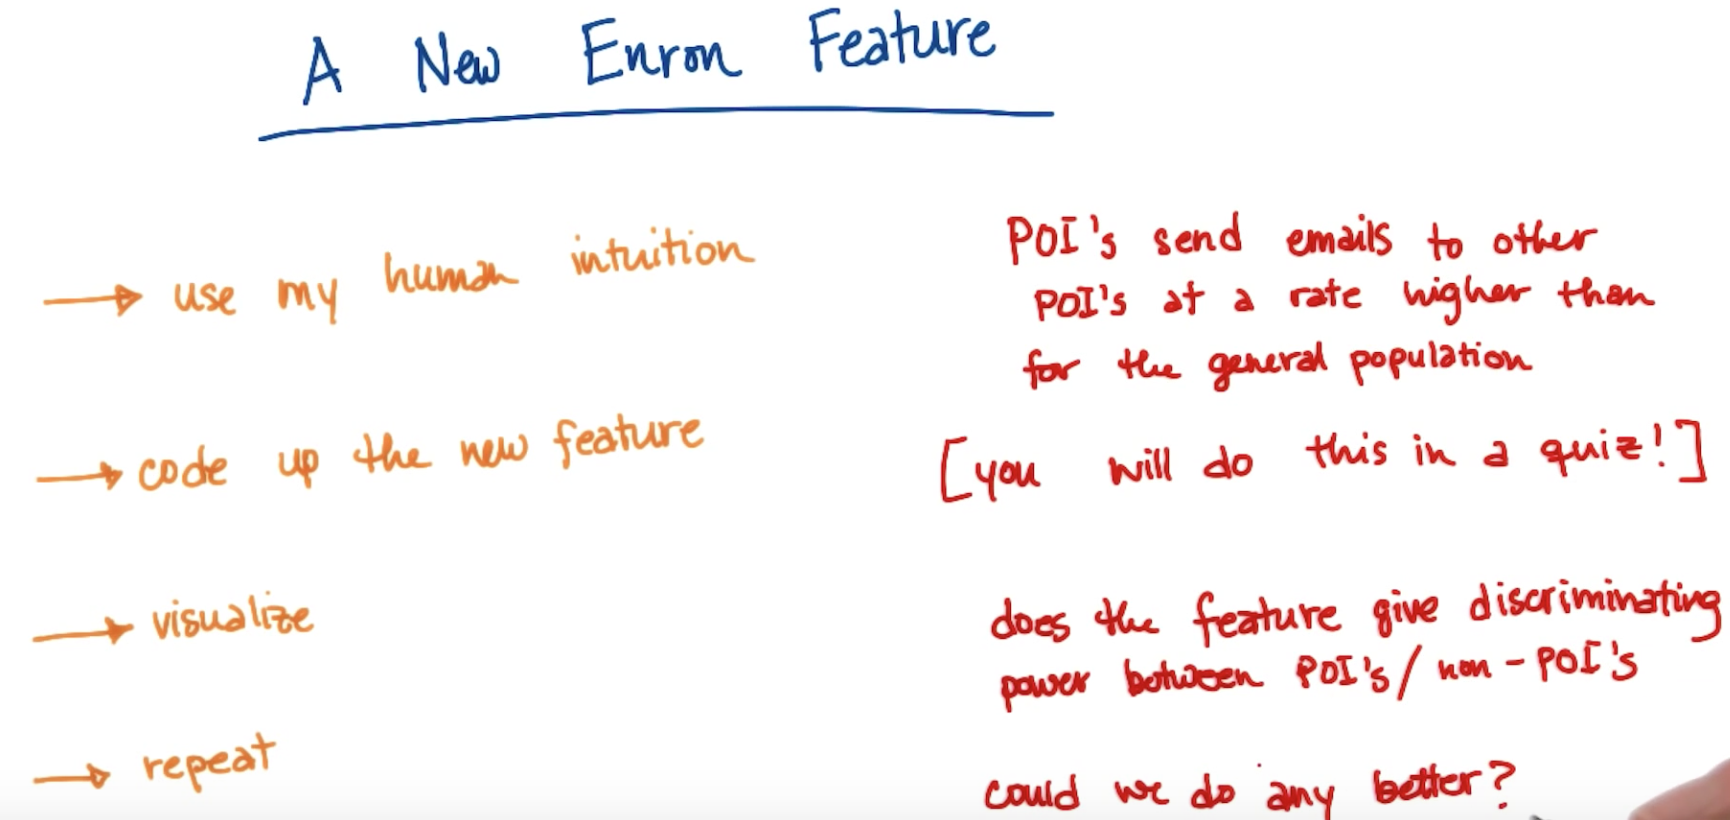 A New Enron Feature
→ use my human intuition
POI's send emails to other
POI's at a rate higher than
for the general population
→ code up the new feature
[you will do this in a quiz!]
→ visualize
does the feature give discriminating
power between POI's / non-POI's
→ repeat
could we do any better?